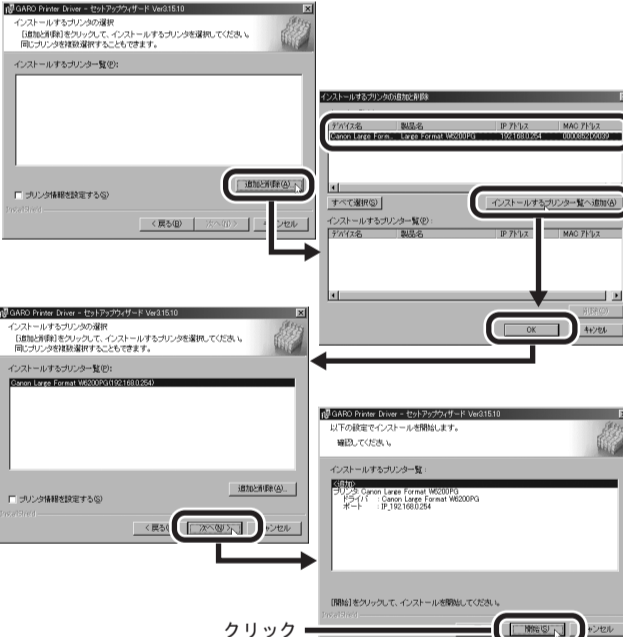 GARO Printer Driver - セットアップウィザード Ver3.15.10
インストールするプリンタの選択
[追加と削除]をクリックして、インストールするプリンタを選択してください。
同じプリンタを複数選択することもできます。
インストールするプリンター覧(P):
追加と削除(A)...
プリンタ情報を設定する(S)
InstallShield
< 戻る(B)
次へ(N) >
キャンセル
インストールするプリンタの追加と削除
デバイス名 製品名 IP アドレス MAC アドレス
Canon Large Form... Large Format W6200PG 192.168.0.254 000085219039
すべて選択(S)
インストールするプリンター覧へ追加(A)
インストールするプリンター覧(P):
デバイス名 製品名 IP アドレス MAC アドレス
削除(D)
OK
キャンセル
GARO Printer Driver - セットアップウィザード Ver3.15.10
インストールするプリンタの選択
[追加と削除]をクリックして、インストールするプリンタを選択してください。
同じプリンタを複数選択することもできます。
インストールするプリンター覧(P):
Canon Large Format W6200PG(192.168.0.254)
追加と削除(A)...
プリンタ情報を設定する(S)
InstallShield
< 戻る(B)
次へ(N) >
キャンセル
GARO Printer Driver - セットアップウィザード Ver3.15.10
以下の設定でインストールを開始します。
確認してください。
インストールするプリンター覧:
<追加>
プリンタ: Canon Large Format W6200PG
ドライバ : Canon Large Format W6200PG
ポート : IP_192.168.0.254
[開始]をクリックして、インストールを開始してください。
InstallShield
開始(S)
キャンセル
クリック